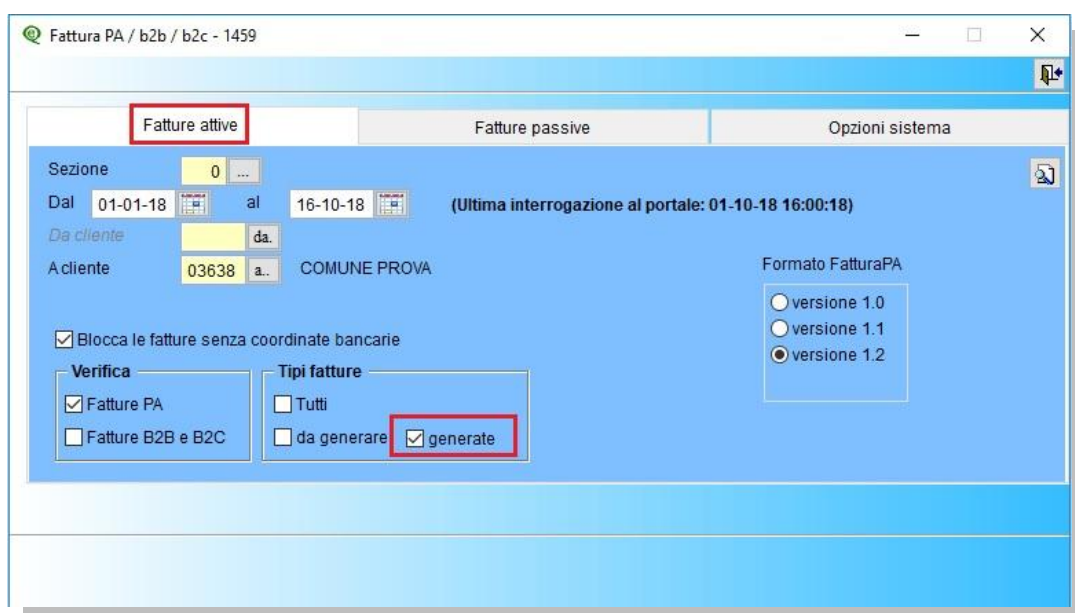 Fattura PA / b2b / b2c - 1459
Fatture attive Fatture passive Opzioni sistema
Sezione 0 ...
Dal 01-01-18 al 16-10-18 (Ultima interrogazione al portale: 01-10-18 16:00:18)
Da cliente da.
A cliente 03638 a.. COMUNE PROVA
Formato FatturaPA
versione 1.0
versione 1.1
versione 1.2
Blocca le fatture senza coordinate bancarie
Verifica Tipi fatture
Fatture PA Tutti
Fatture B2B e B2C da generare generate